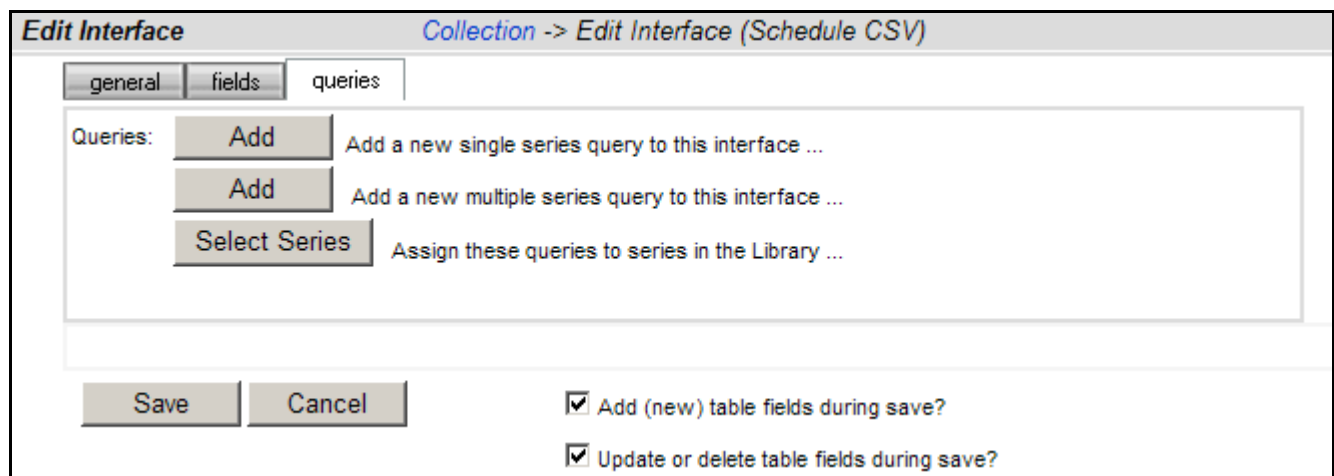 Edit Interface Collection -> Edit Interface (Schedule CSV)
general fields queries
Queries: Add Add a new single series query to this interface ...
Add Add a new multiple series query to this interface ...
Select Series Assign these queries to series in the Library ...
Save Cancel Add (new) table fields during save?
Update or delete table fields during save?